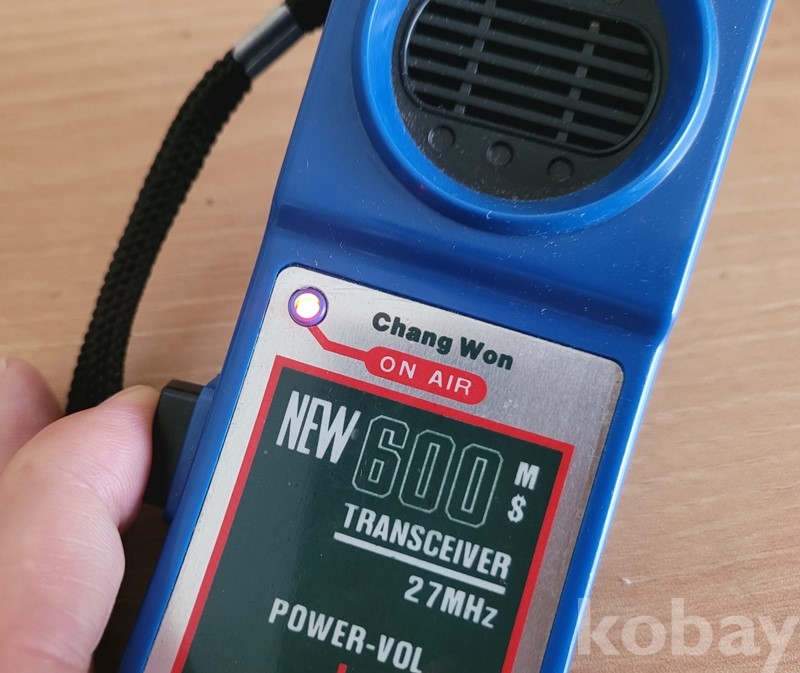 Chang Won
ON AIR
NEW 600 M$
TRANSCEIVER
27MHz
POWER-VOL
kobay